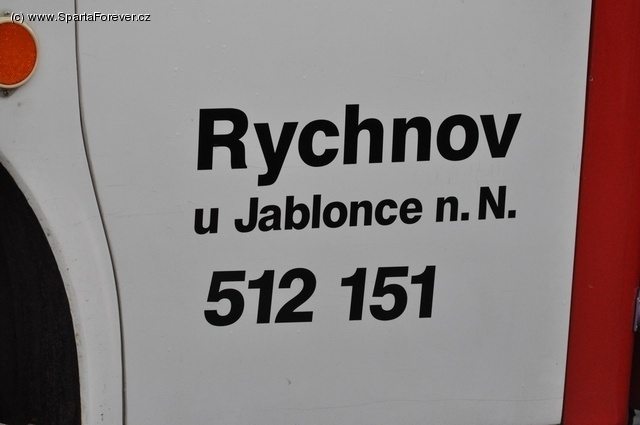 (c) www.SpartaForever.cz
Rychnov
u Jablonce n. N.
512 151